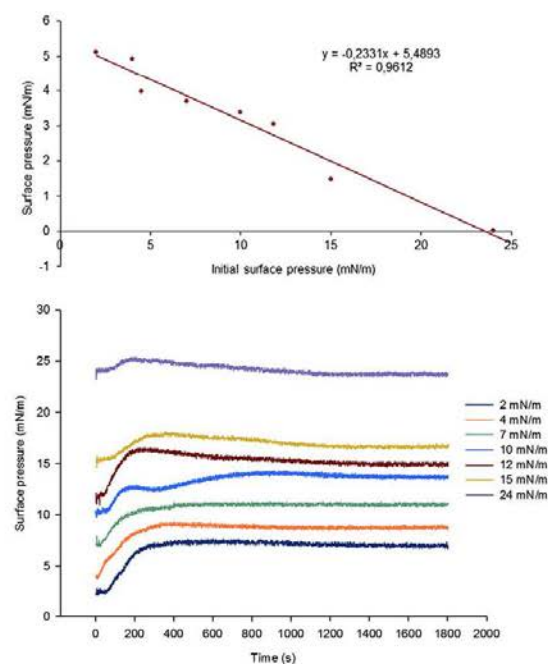 6
5
4
3
2
1
0
-1
Surface pressure (mN/m)
y = -0,2331x + 5,4893
R² = 0,9612
0 5 10 15 20 25
Initial surface pressure (mN/m)
30
25
20
15
10
5
0
Surface pressure (mN/m)
2 mN/m
4 mN/m
7 mN/m
10 mN/m
12 mN/m
15 mN/m
24 mN/m
0 200 400 600 800 1000 1200 1400 1600 1800 2000
Time (s)